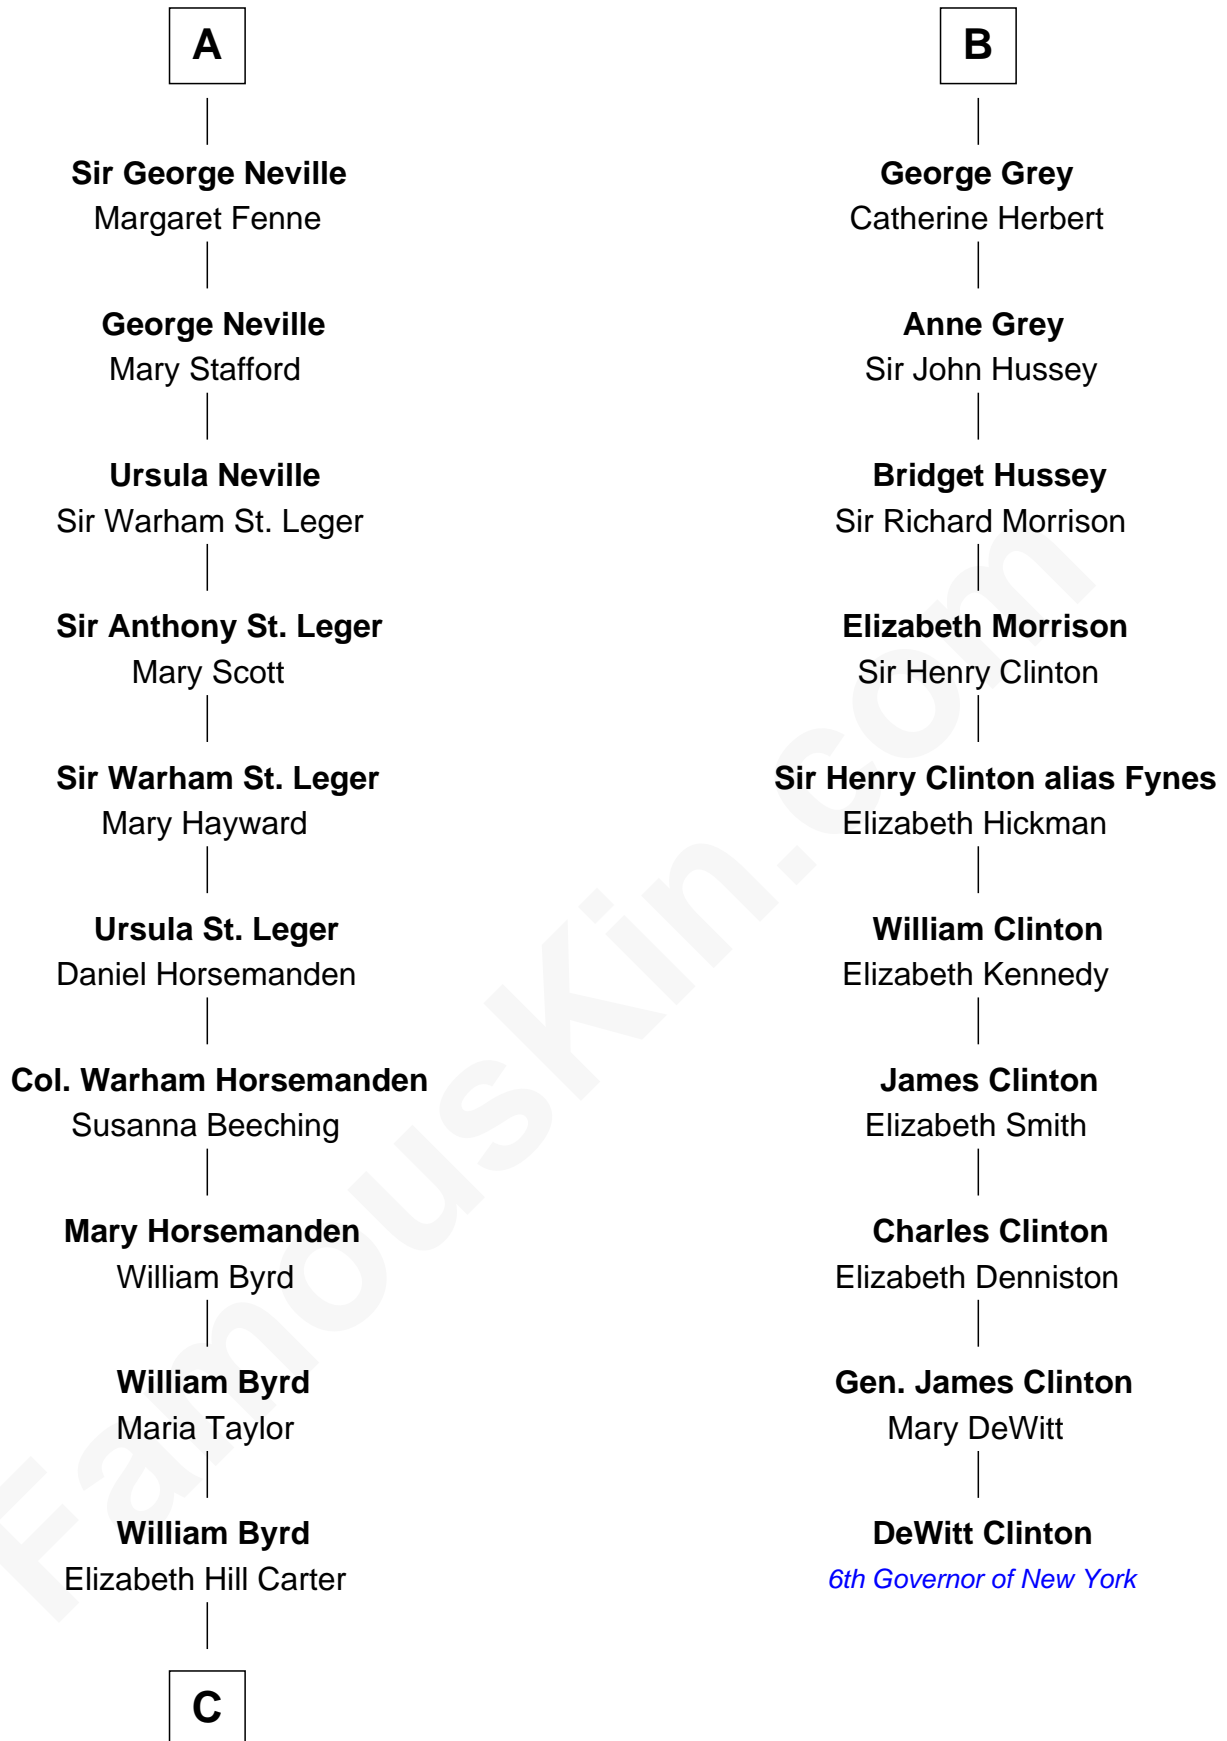 A
Sir George Neville
Margaret Fenne
George Neville
Mary Stafford
Ursula Neville
Sir Warham St. Leger
Sir Anthony St. Leger
Mary Scott
Sir Warham St. Leger
Mary Hayward
Ursula St. Leger
Daniel Horsemanden
Col. Warham Horsemanden
Susanna Beeching
Mary Horsemanden
William Byrd
William Byrd
Maria Taylor
William Byrd
Elizabeth Hill Carter
C
B
George Grey
Catherine Herbert
Anne Grey
Sir John Hussey
Bridget Hussey
Sir Richard Morrison
Elizabeth Morrison
Sir Henry Clinton
Sir Henry Clinton alias Fynes
Elizabeth Hickman
William Clinton
Elizabeth Kennedy
James Clinton
Elizabeth Smith
Charles Clinton
Elizabeth Denniston
Gen. James Clinton
Mary DeWitt
DeWitt Clinton
6th Governor of New York
FamousKin.com